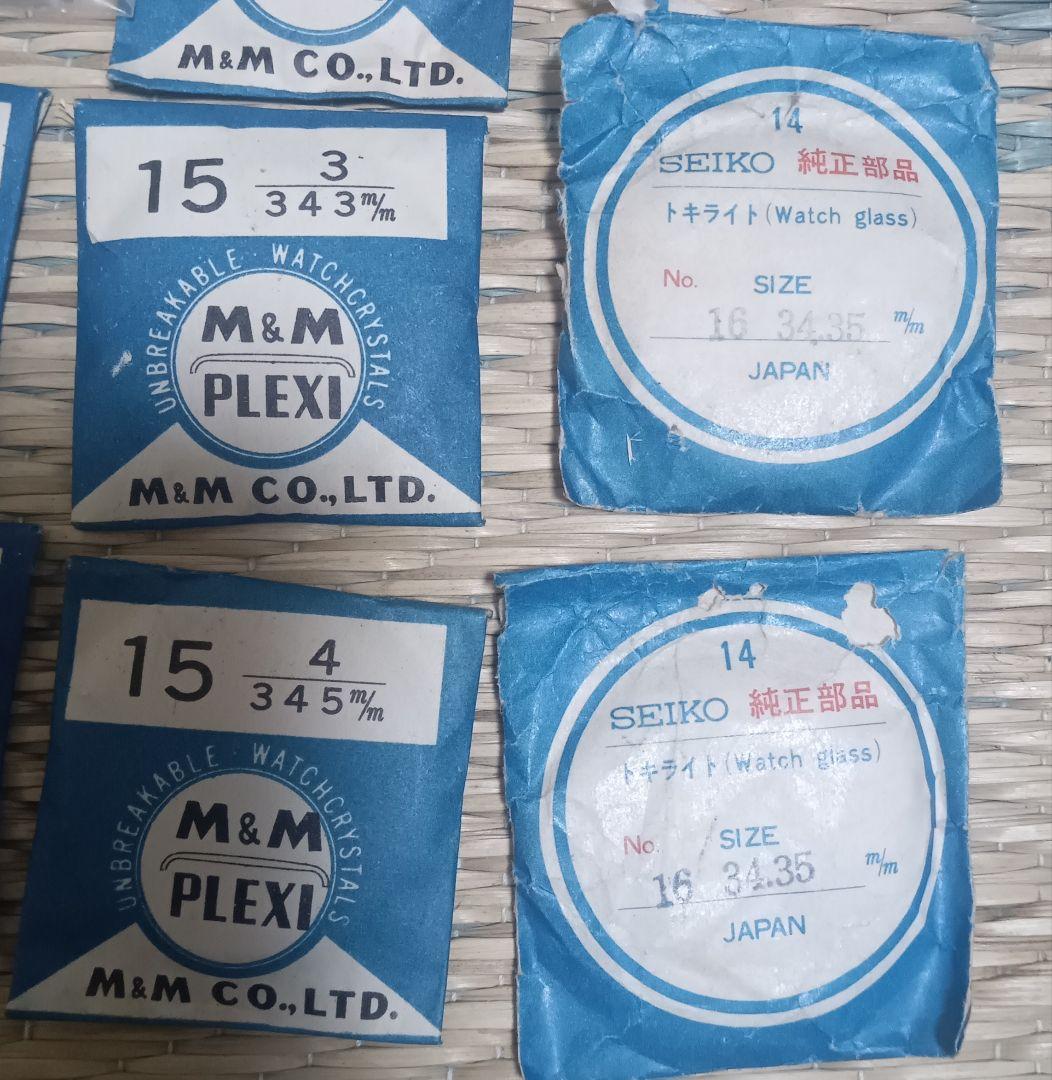 M&M CO.,LTD.
15 3
343 m/m
UNBREAKABLE · WATCHCRYSTALS
M&M
PLEXI
M&M CO.,LTD.
14
SEIKO 純正部品
トキライト(Watch glass)
No. SIZE
16 34.35 m/m
JAPAN
15 4
345 m/m
UNBREAKABLE · WATCHCRYSTALS
M&M
PLEXI
M&M CO.,LTD.
14
SEIKO 純正部品
トキライト(Watch glass)
No. SIZE
16 34.35 m/m
JAPAN